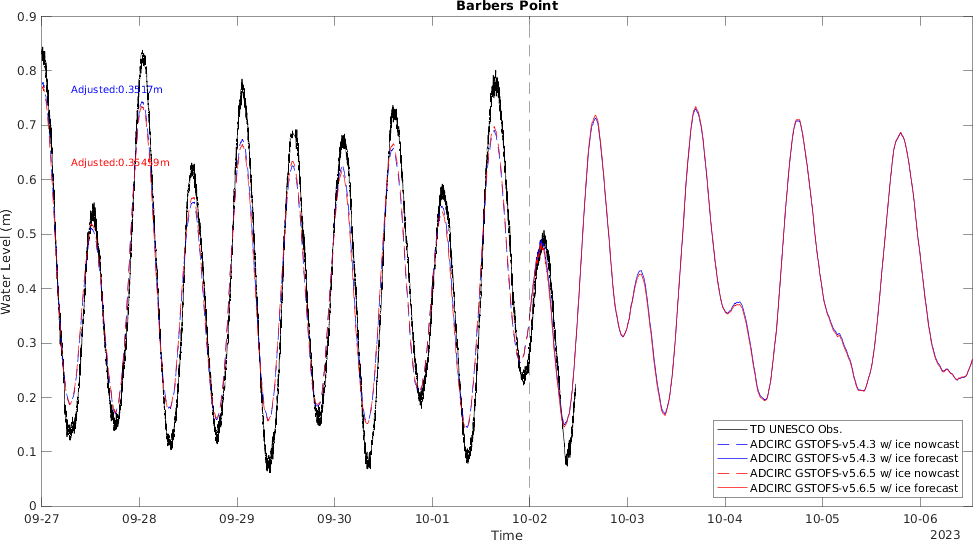 Barbers Point
0.9
0.8
0.7
0.6
0.5
0.4
0.3
0.2
0.1
0
Water Level (m)
Adjusted:0.3517m
Adjusted:0.35459m
TD UNESCO Obs.
ADCIRC GSTOFS-v5.4.3 w/ ice nowcast
ADCIRC GSTOFS-v5.4.3 w/ ice forecast
ADCIRC GSTOFS-v5.6.5 w/ ice nowcast
ADCIRC GSTOFS-v5.6.5 w/ ice forecast
09-27 09-28 09-29 09-30 10-01 10-02 10-03 10-04 10-05 10-06
Time
2023